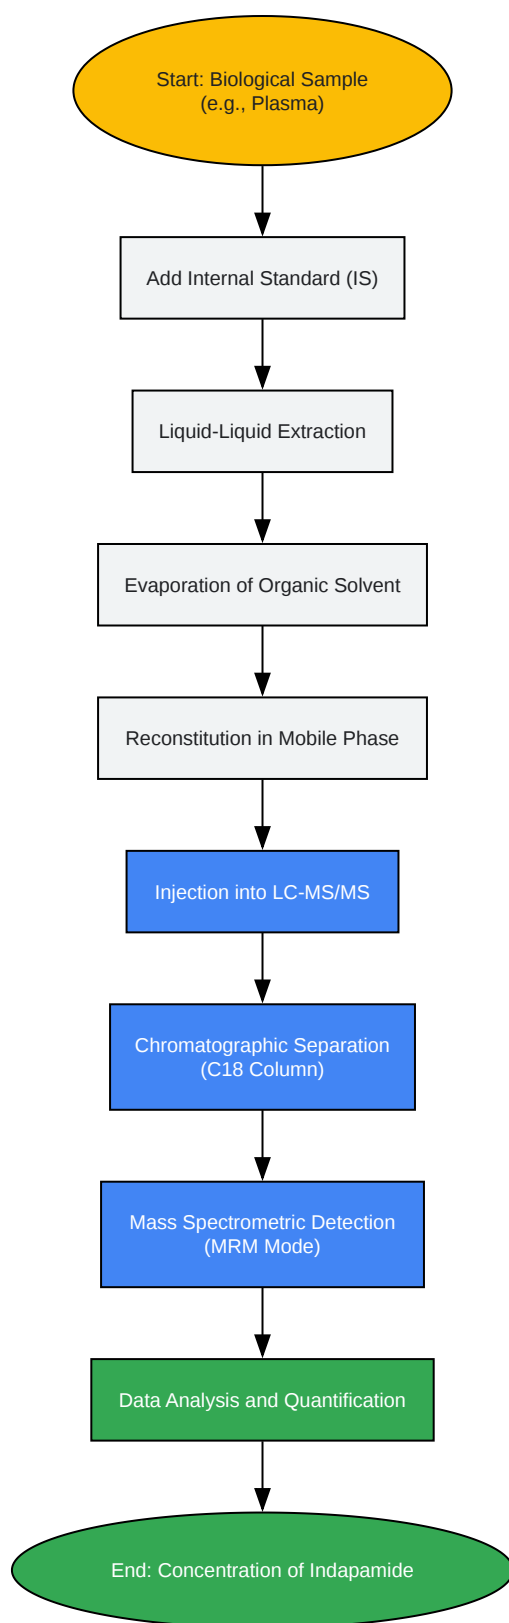 Start: Biological Sample
(e.g., Plasma)
Add Internal Standard (IS)
Liquid-Liquid Extraction
Evaporation of Organic Solvent
Reconstitution in Mobile Phase
Injection into LC-MS/MS
Chromatographic Separation
(C18 Column)
Mass Spectrometric Detection
(MRM Mode)
Data Analysis and Quantification
End: Concentration of Indapamide